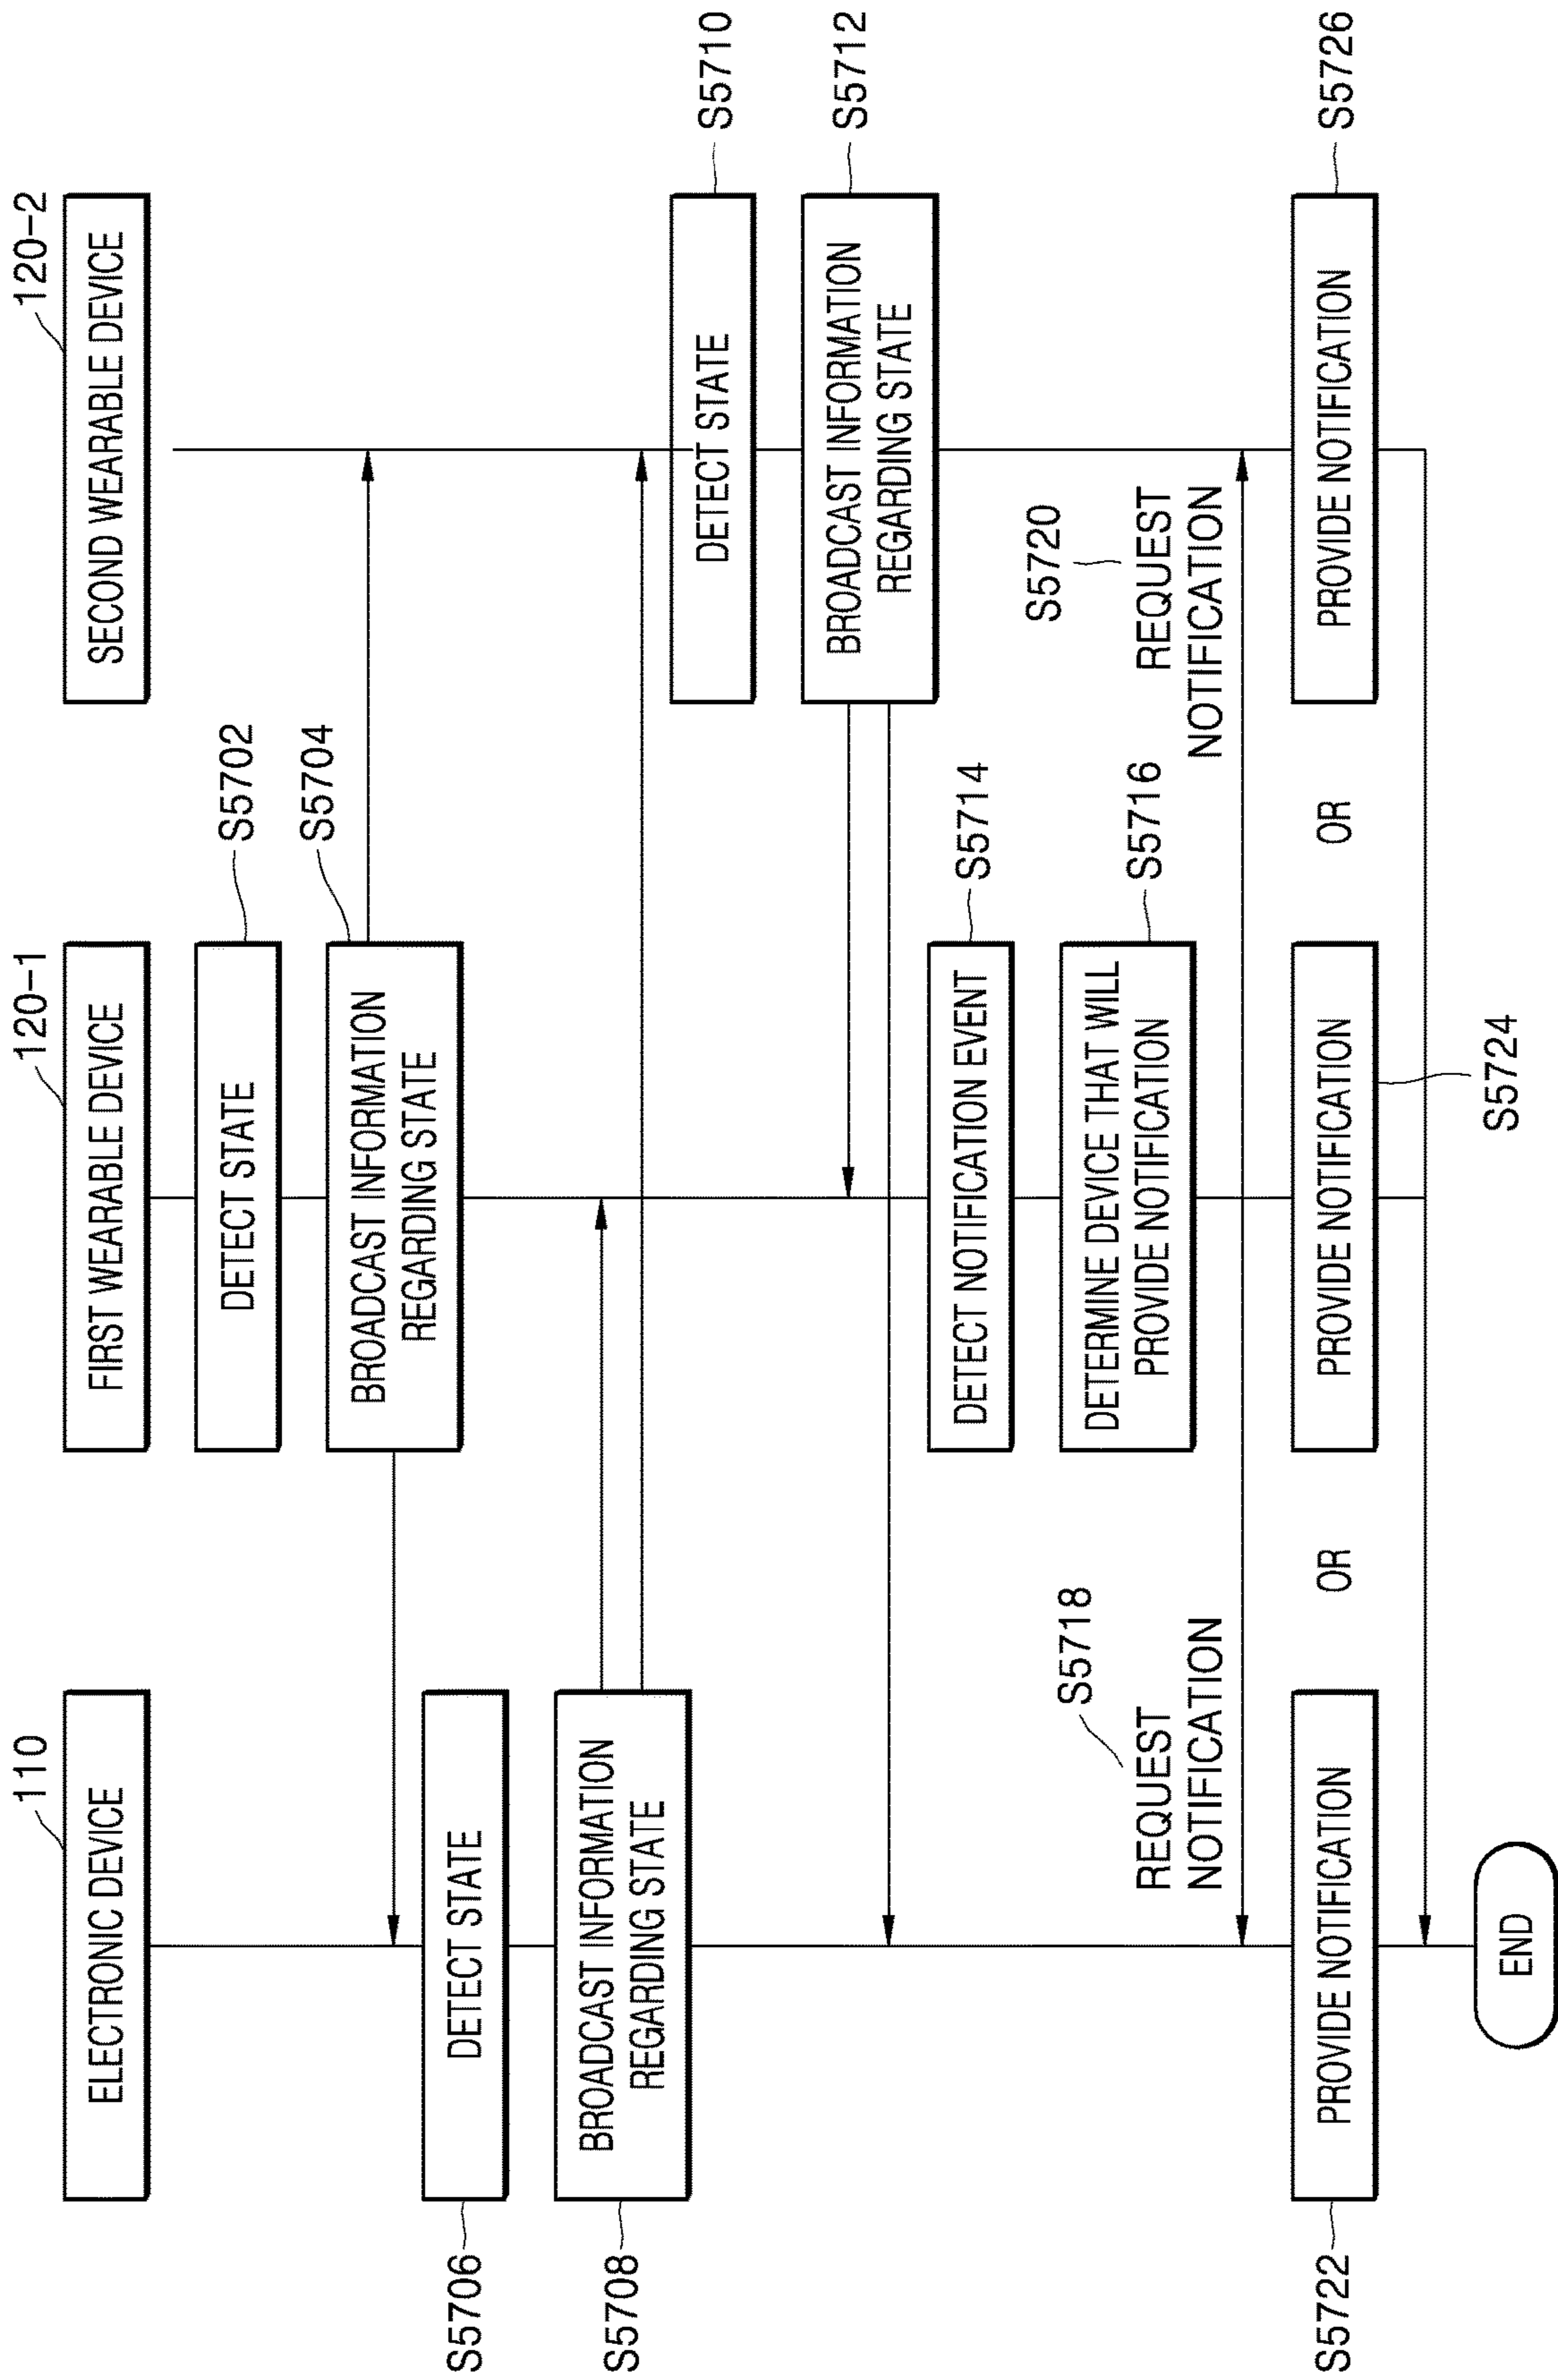 110
120-1
120-2
ELECTRONIC DEVICE
FIRST WEARABLE DEVICE
SECOND WEARABLE DEVICE
DETECT STATE
S5702
BROADCAST INFORMATION
REGARDING STATE
S5704
S5706
DETECT STATE
S5708
BROADCAST INFORMATION
REGARDING STATE
DETECT STATE
S5710
BROADCAST INFORMATION
REGARDING STATE
S5712
DETECT NOTIFICATION EVENT
S5714
DETERMINE DEVICE THAT WILL
PROVIDE NOTIFICATION
S5716
S5718
REQUEST
NOTIFICATION
S5720
REQUEST
NOTIFICATION
S5722
PROVIDE NOTIFICATION
OR
PROVIDE NOTIFICATION
OR
PROVIDE NOTIFICATION
S5726
S5724
END